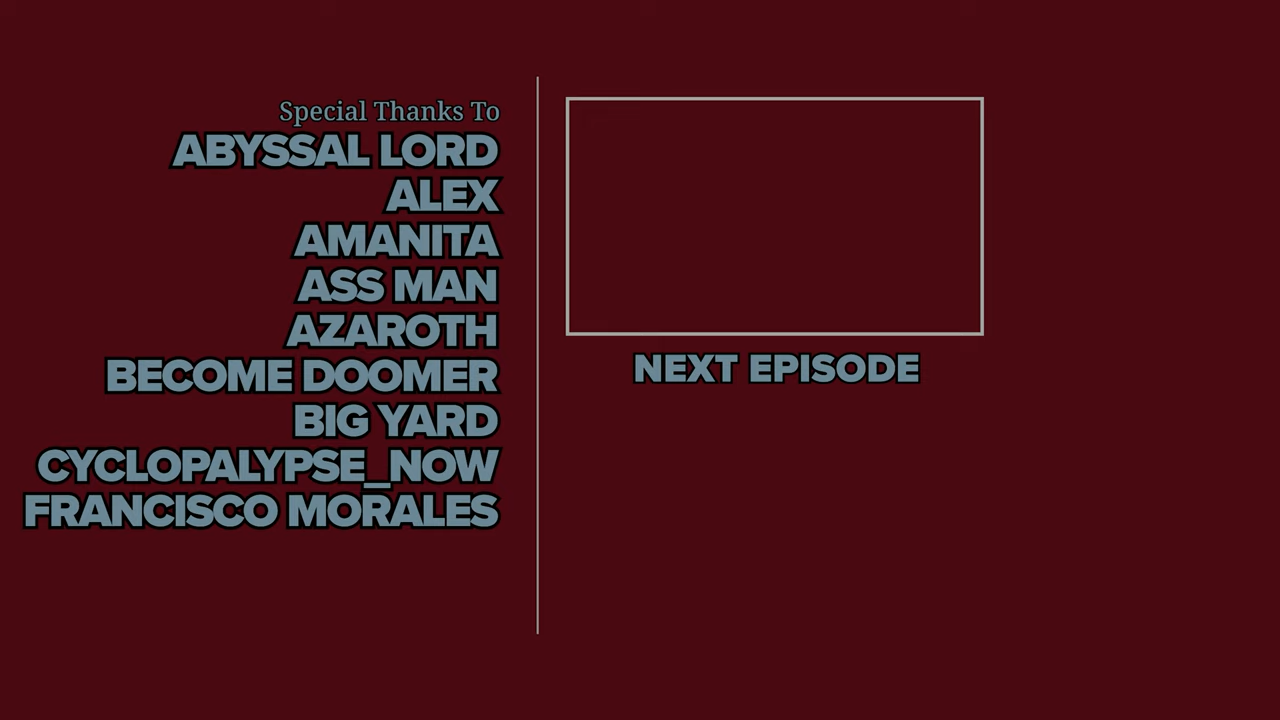 Special Thanks To
ABYSSAL LORD
ALEX
AMANITA
ASS MAN
AZAROTH
BECOME DOOMER
BIG YARD
CYCLOPALYPSE_NOW
FRANCISCO MORALES
NEXT EPISODE